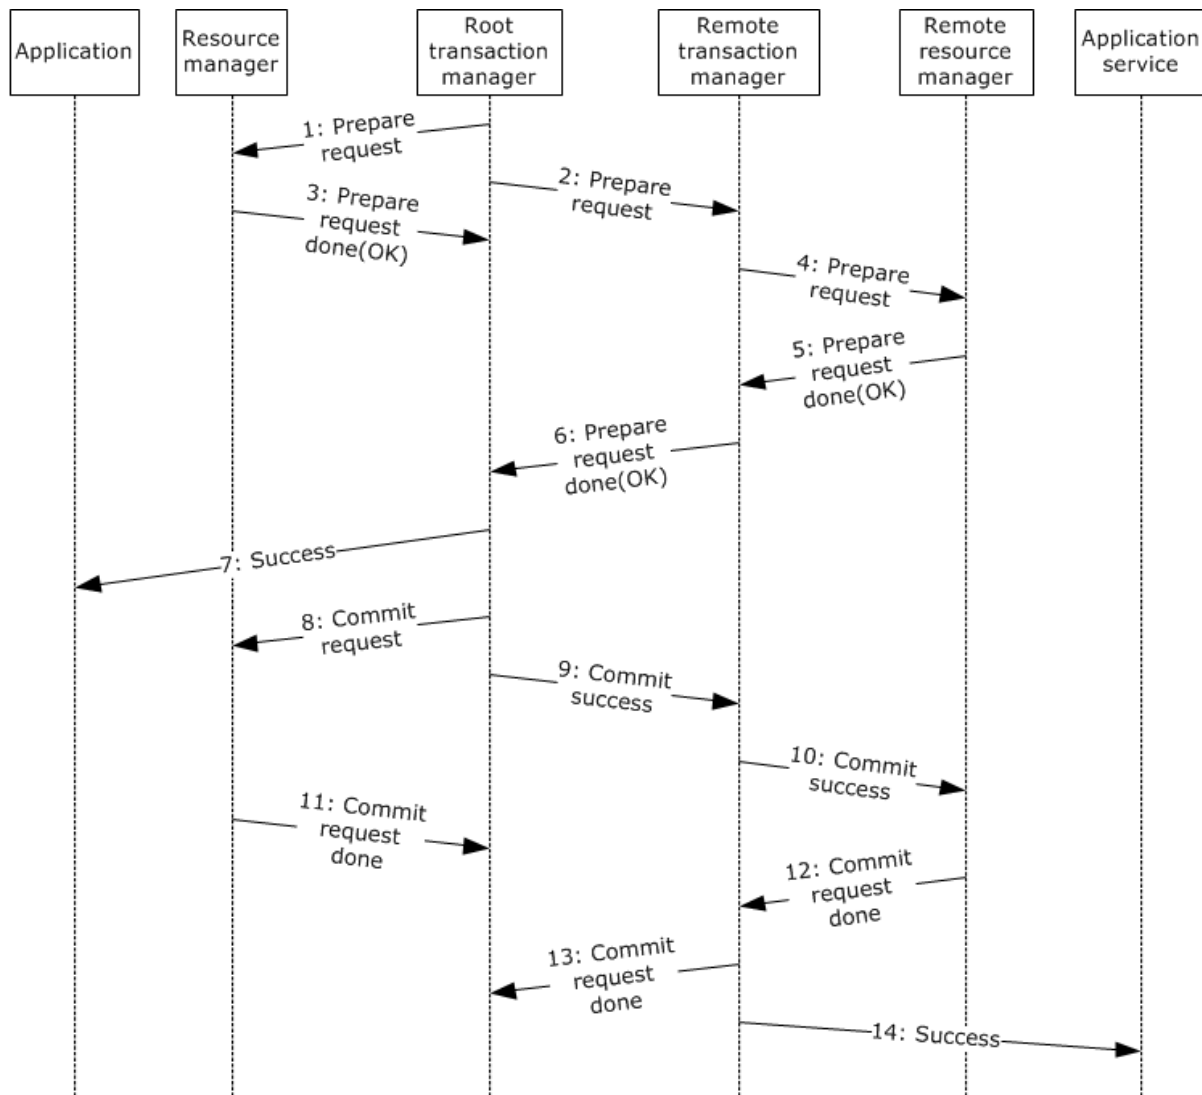 Application
Resource
manager
Root
transaction
manager
Remote
transaction
manager
Remote
resource
manager
Application
service
1: Prepare
request
2: Prepare
request
3: Prepare
request
done(OK)
4: Prepare
request
5: Prepare
request
done(OK)
6: Prepare
request
done(OK)
7: Success
8: Commit
request
9: Commit
success
10: Commit
success
11: Commit
request
done
12: Commit
request
done
13: Commit
request
done
14: Success